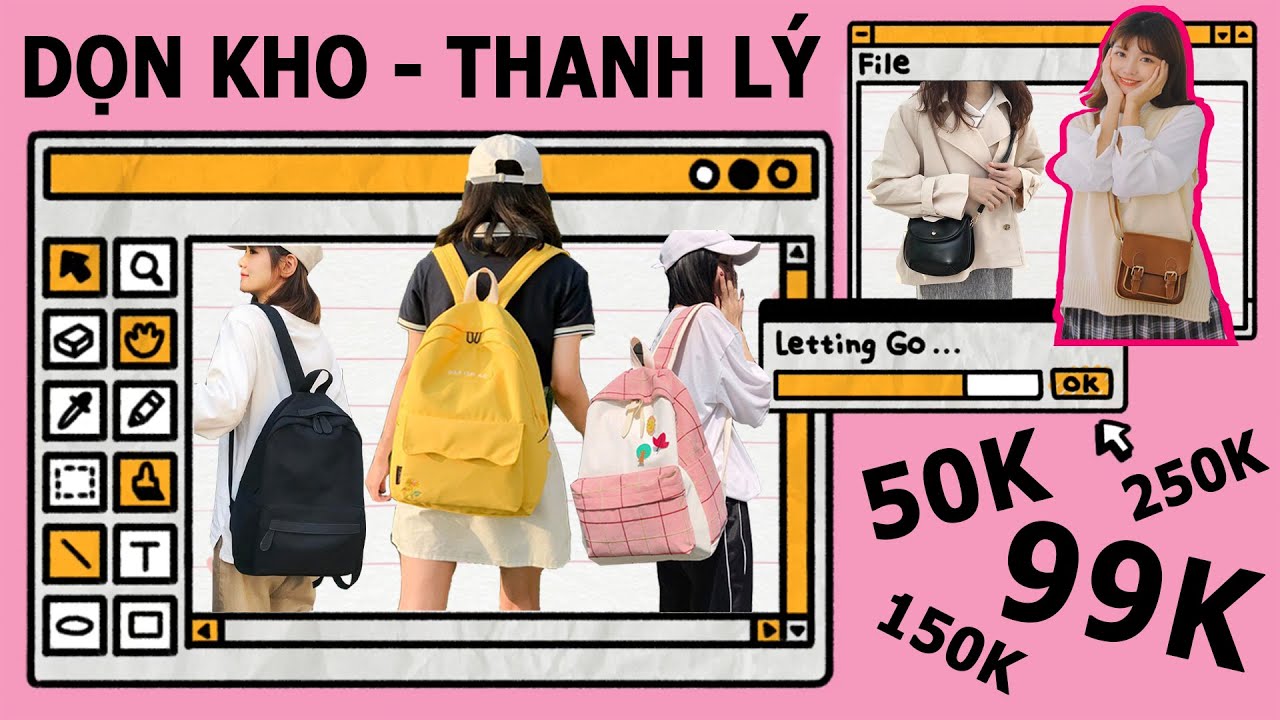 DỌN KHO - THANH LÝ
File
Letting Go...
OK
50K
250K
99K
150K
T